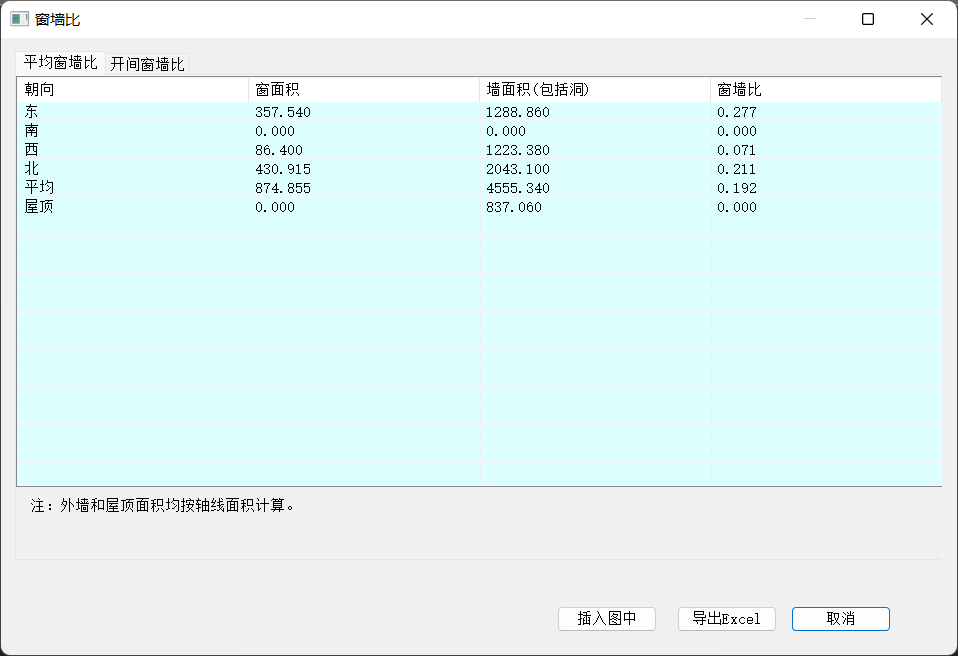 窗墙比
平均窗墙比 开间窗墙比
朝向 窗面积 墙面积(包括洞) 窗墙比
东 357.540 1288.860 0.277
南 0.000 0.000 0.000
西 86.400 1223.380 0.071
北 430.915 2043.100 0.211
平均 874.855 4555.340 0.192
屋顶 0.000 837.060 0.000
注：外墙和屋顶面积均按轴线面积计算。
插入图中 导出Excel 取消